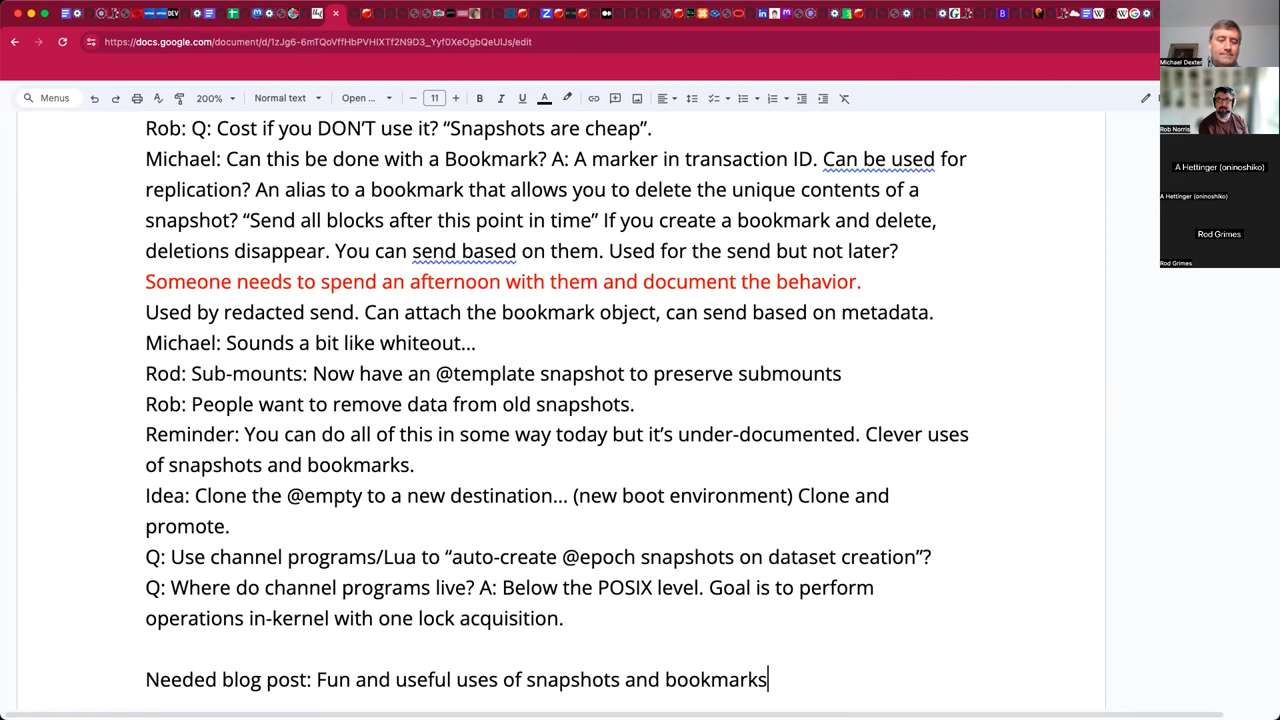 https://docs.google.com/document/d/1zJg6-6mTQoVffHbPVHIXTf2N9D3_Yyf0XeOgbQeUIJs/edit
Menus
200%
Normal text
Open ...
11
Rob: Q: Cost if you DON'T use it? “Snapshots are cheap”.
Michael: Can this be done with a Bookmark? A: A marker in transaction ID. Can be used for
replication? An alias to a bookmark that allows you to delete the unique contents of a
snapshot? “Send all blocks after this point in time” If you create a bookmark and delete,
deletions disappear. You can send based on them. Used for the send but not later?
Someone needs to spend an afternoon with them and document the behavior.
Used by redacted send. Can attach the bookmark object, can send based on metadata.
Michael: Sounds a bit like whiteout…
Rod: Sub-mounts: Now have an @template snapshot to preserve submounts
Rob: People want to remove data from old snapshots.
Reminder: You can do all of this in some way today but it’s under-documented. Clever uses
of snapshots and bookmarks.
Idea: Clone the @empty to a new destination… (new boot environment) Clone and
promote.
Q: Use channel programs/Lua to “auto-create @epoch snapshots on dataset creation”?
Q: Where do channel programs live? A: Below the POSIX level. Goal is to perform
operations in-kernel with one lock acquisition.
Needed blog post: Fun and useful uses of snapshots and bookmarks
Michael Dexter
Rob Norris
A Hettinger (oninoshiko)
A Hettinger (oninoshiko)
Rod Grimes
Rod Grimes